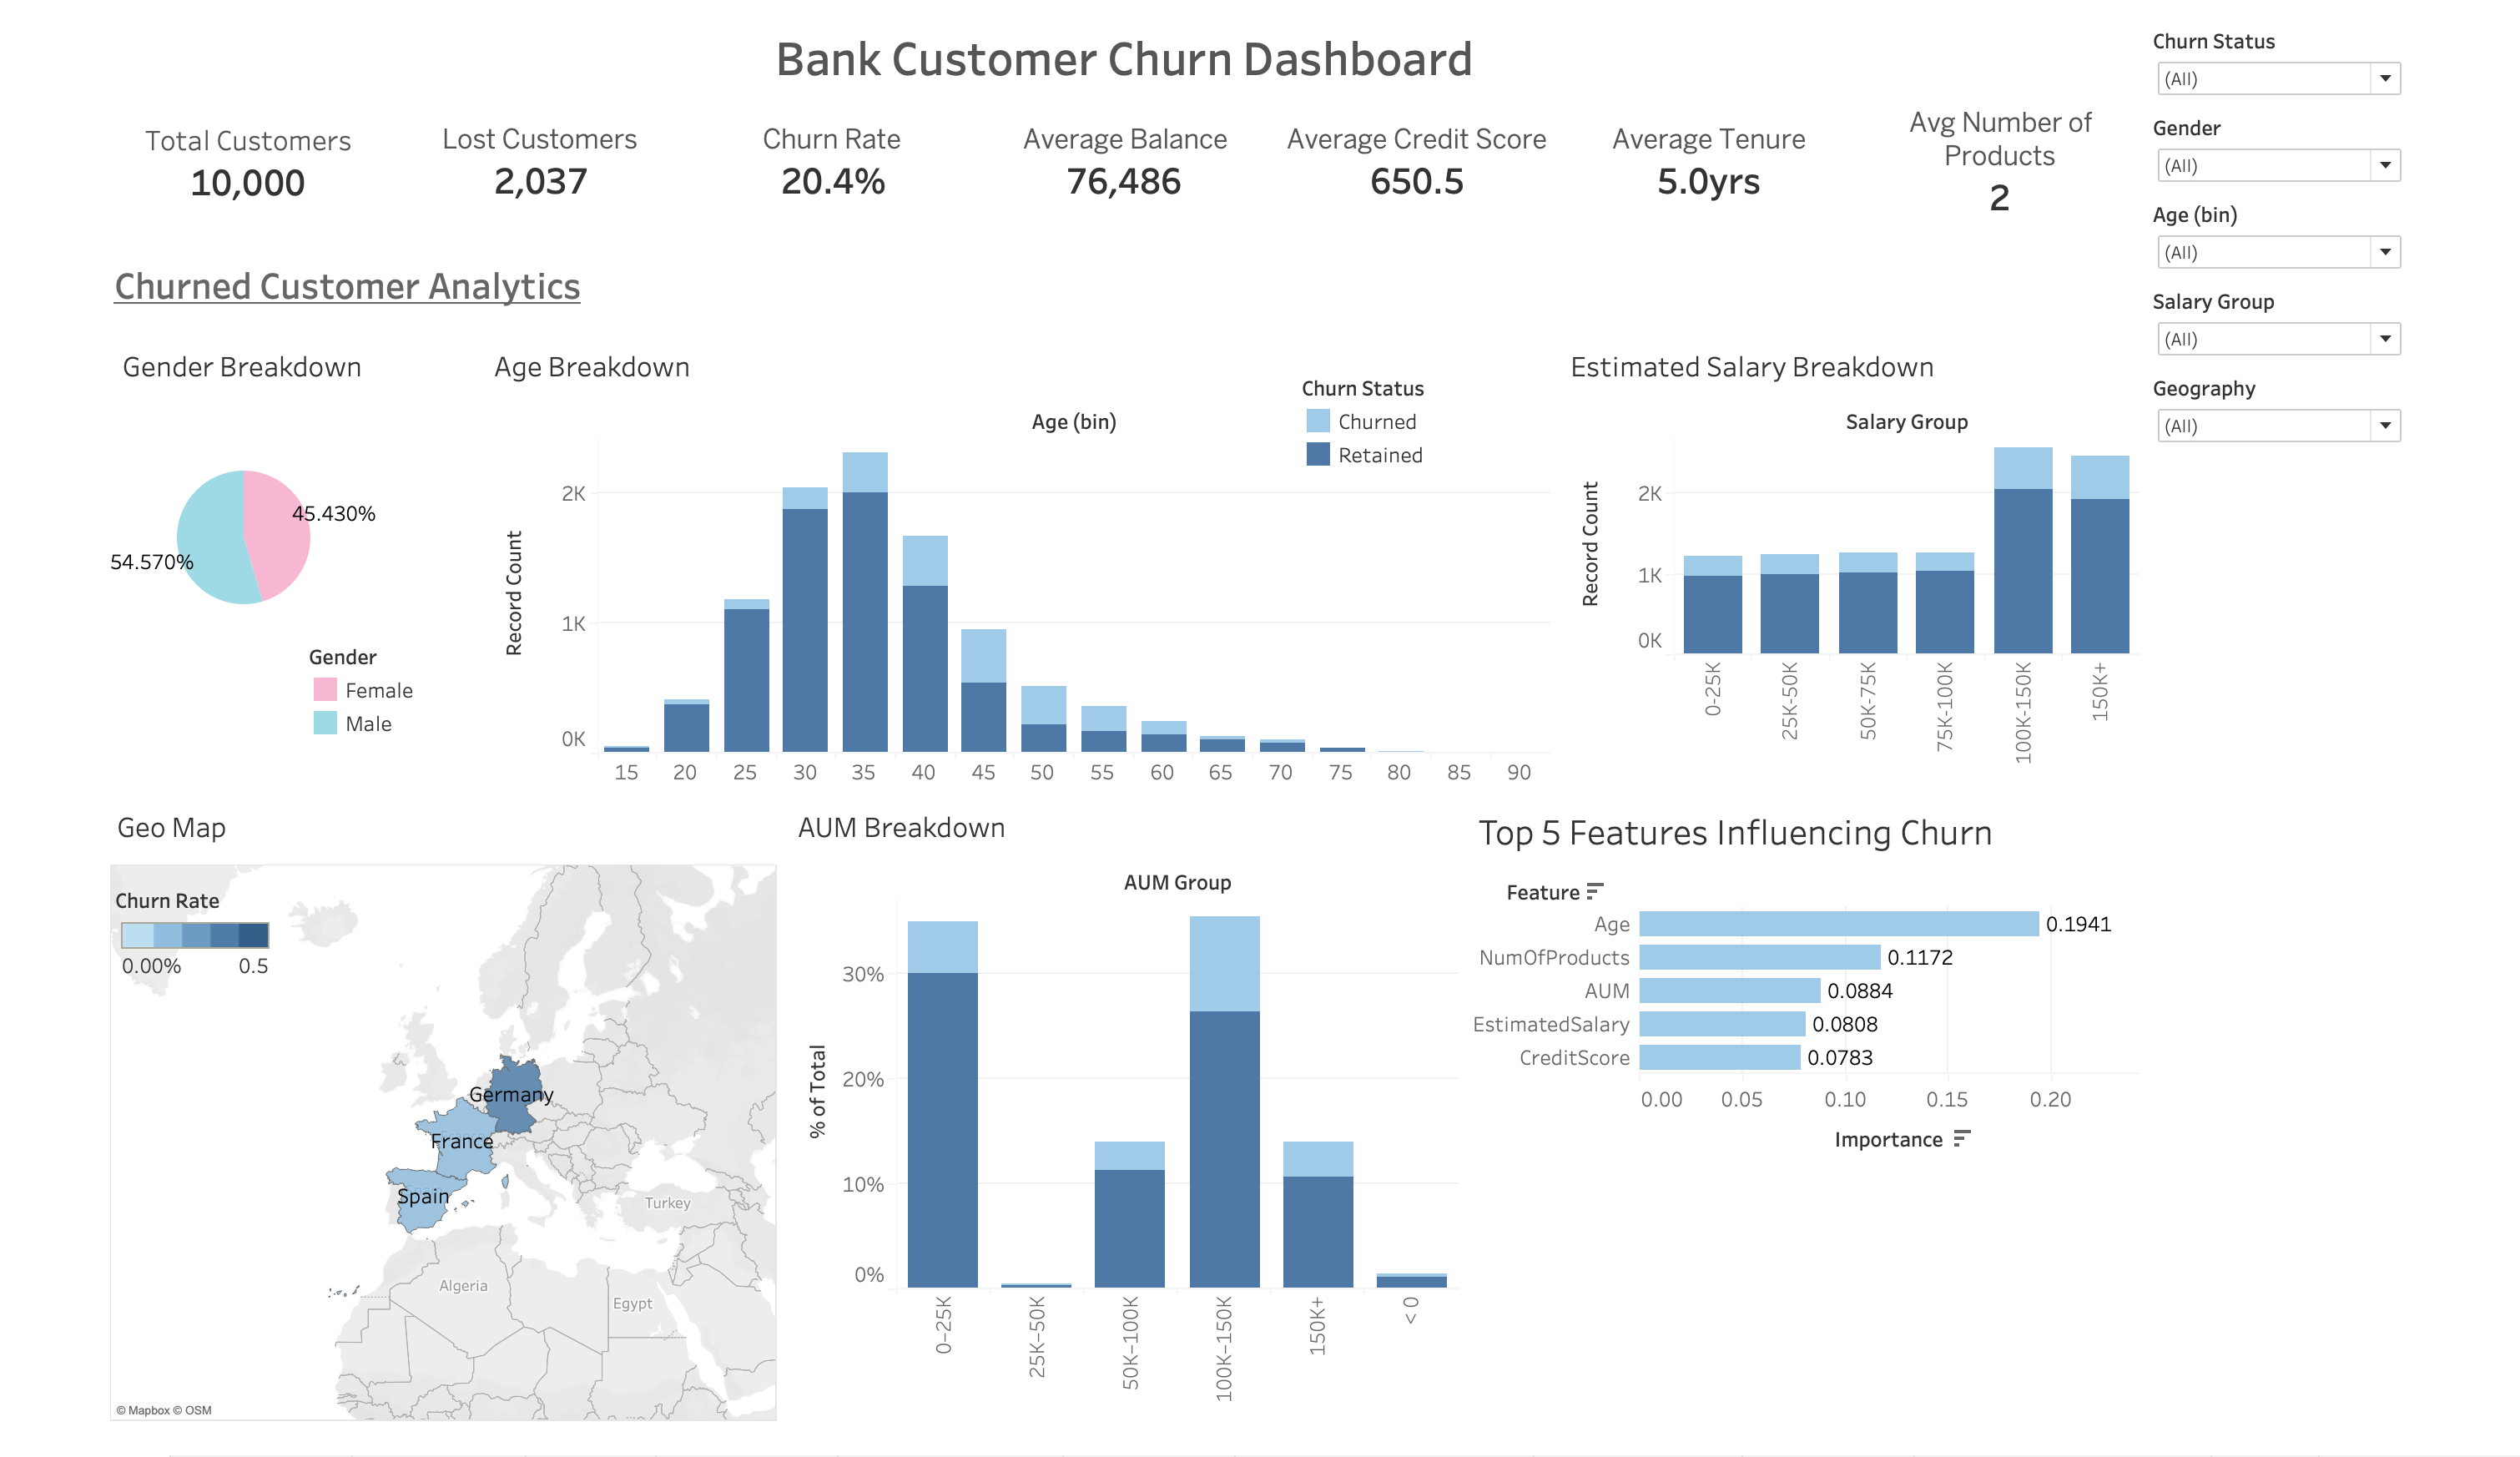 Bank Customer Churn Dashboard
Total Customers
10,000
Lost Customers
2,037
Churn Rate
20.4%
Average Balance
76,486
Average Credit Score
650.5
Average Tenure
5.0yrs
Avg Number of
Products
2
Churn Status
(All)
Gender
(All)
Age (bin)
(All)
Salary Group
(All)
Geography
(All)
Churned Customer Analytics
Gender Breakdown
45.430%
54.570%
Gender
Female
Male
Age Breakdown
Age (bin)
Churn Status
Churned
Retained
Record Count
2K
1K
0K
15 20 25 30 35 40 45 50 55 60 65 70 75 80 85 90
Estimated Salary Breakdown
Salary Group
Record Count
2K
1K
0K
0-25K
25K-50K
50K-75K
75K-100K
100K-150K
150K+
Geo Map
Churn Rate
0.00% 0.5
Germany
France
Spain
Turkey
Algeria
Egypt
© Mapbox © OSM
AUM Breakdown
AUM Group
% of Total
30%
20%
10%
0%
0–25K
25K–50K
50K–100K
100K–150K
150K+
< 0
Top 5 Features Influencing Churn
Feature
Age 0.1941
NumOfProducts 0.1172
AUM 0.0884
EstimatedSalary 0.0808
CreditScore 0.0783
0.00 0.05 0.10 0.15 0.20
Importance